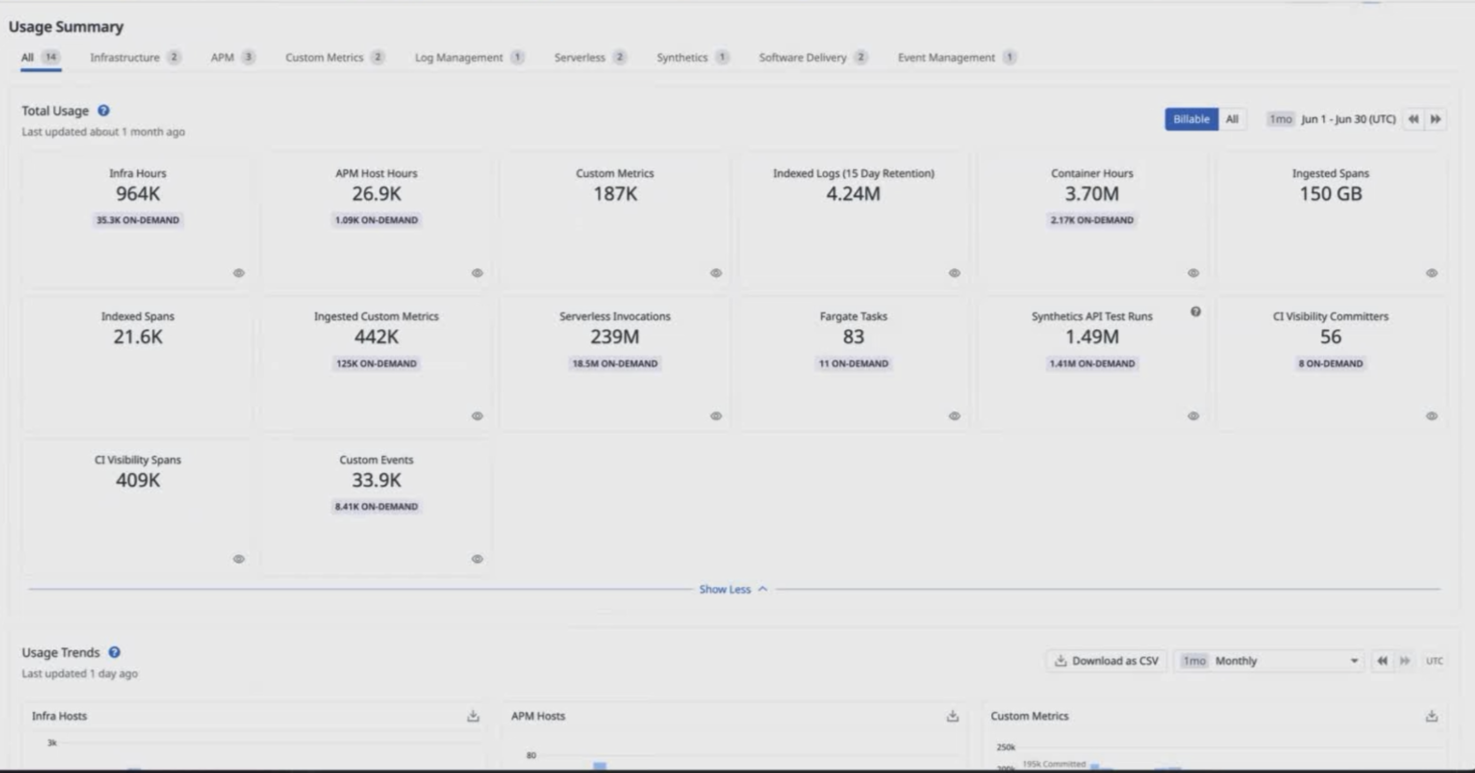 Usage Summary
All 14 Infrastructure 2 APM 3 Custom Metrics 2 Log Management 1 Serverless 2 Synthetics 1 Software Delivery 2 Event Management 1
Total Usage
Last updated about 1 month ago
Billable All 1mo Jun 1 - Jun 30 (UTC)
Infra Hours
964K
35.3K ON-DEMAND
APM Host Hours
26.9K
1.09K ON-DEMAND
Custom Metrics
187K
Indexed Logs (15 Day Retention)
4.24M
Container Hours
3.70M
2.17K ON-DEMAND
Ingested Spans
150 GB
Indexed Spans
21.6K
Ingested Custom Metrics
442K
125K ON-DEMAND
Serverless Invocations
239M
18.5M ON-DEMAND
Fargate Tasks
83
11 ON-DEMAND
Synthetics API Test Runs
1.49M
1.41M ON-DEMAND
CI Visibility Committers
56
8 ON-DEMAND
CI Visibility Spans
409K
Custom Events
33.9K
8.41K ON-DEMAND
Show Less
Usage Trends
Last updated 1 day ago
Download as CSV 1mo Monthly UTC
Infra Hosts
3k
APM Hosts
80
Custom Metrics
250k
195k Committed